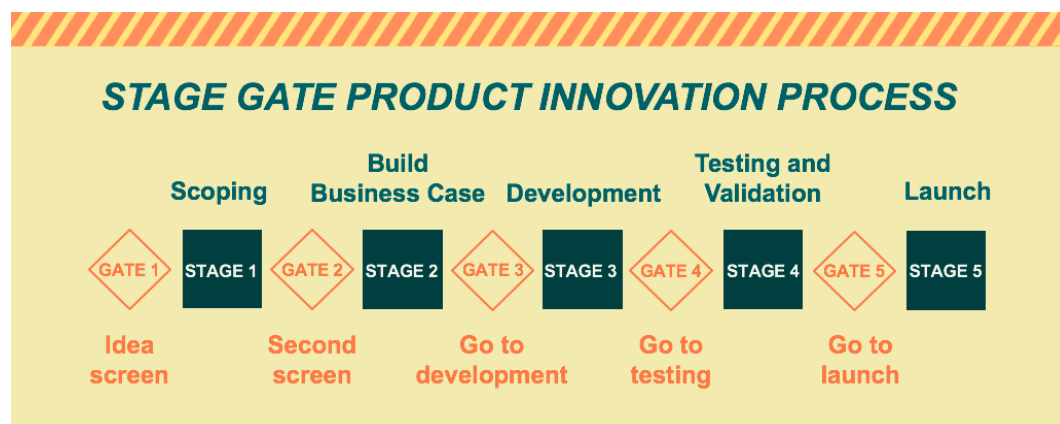 STAGE GATE PRODUCT INNOVATION PROCESS
Scoping
Build
Business Case
Development
Testing and
Validation
Launch
GATE 1
STAGE 1
GATE 2
STAGE 2
GATE 3
STAGE 3
GATE 4
STAGE 4
GATE 5
STAGE 5
Idea
screen
Second
screen
Go to
development
Go to
testing
Go to
launch